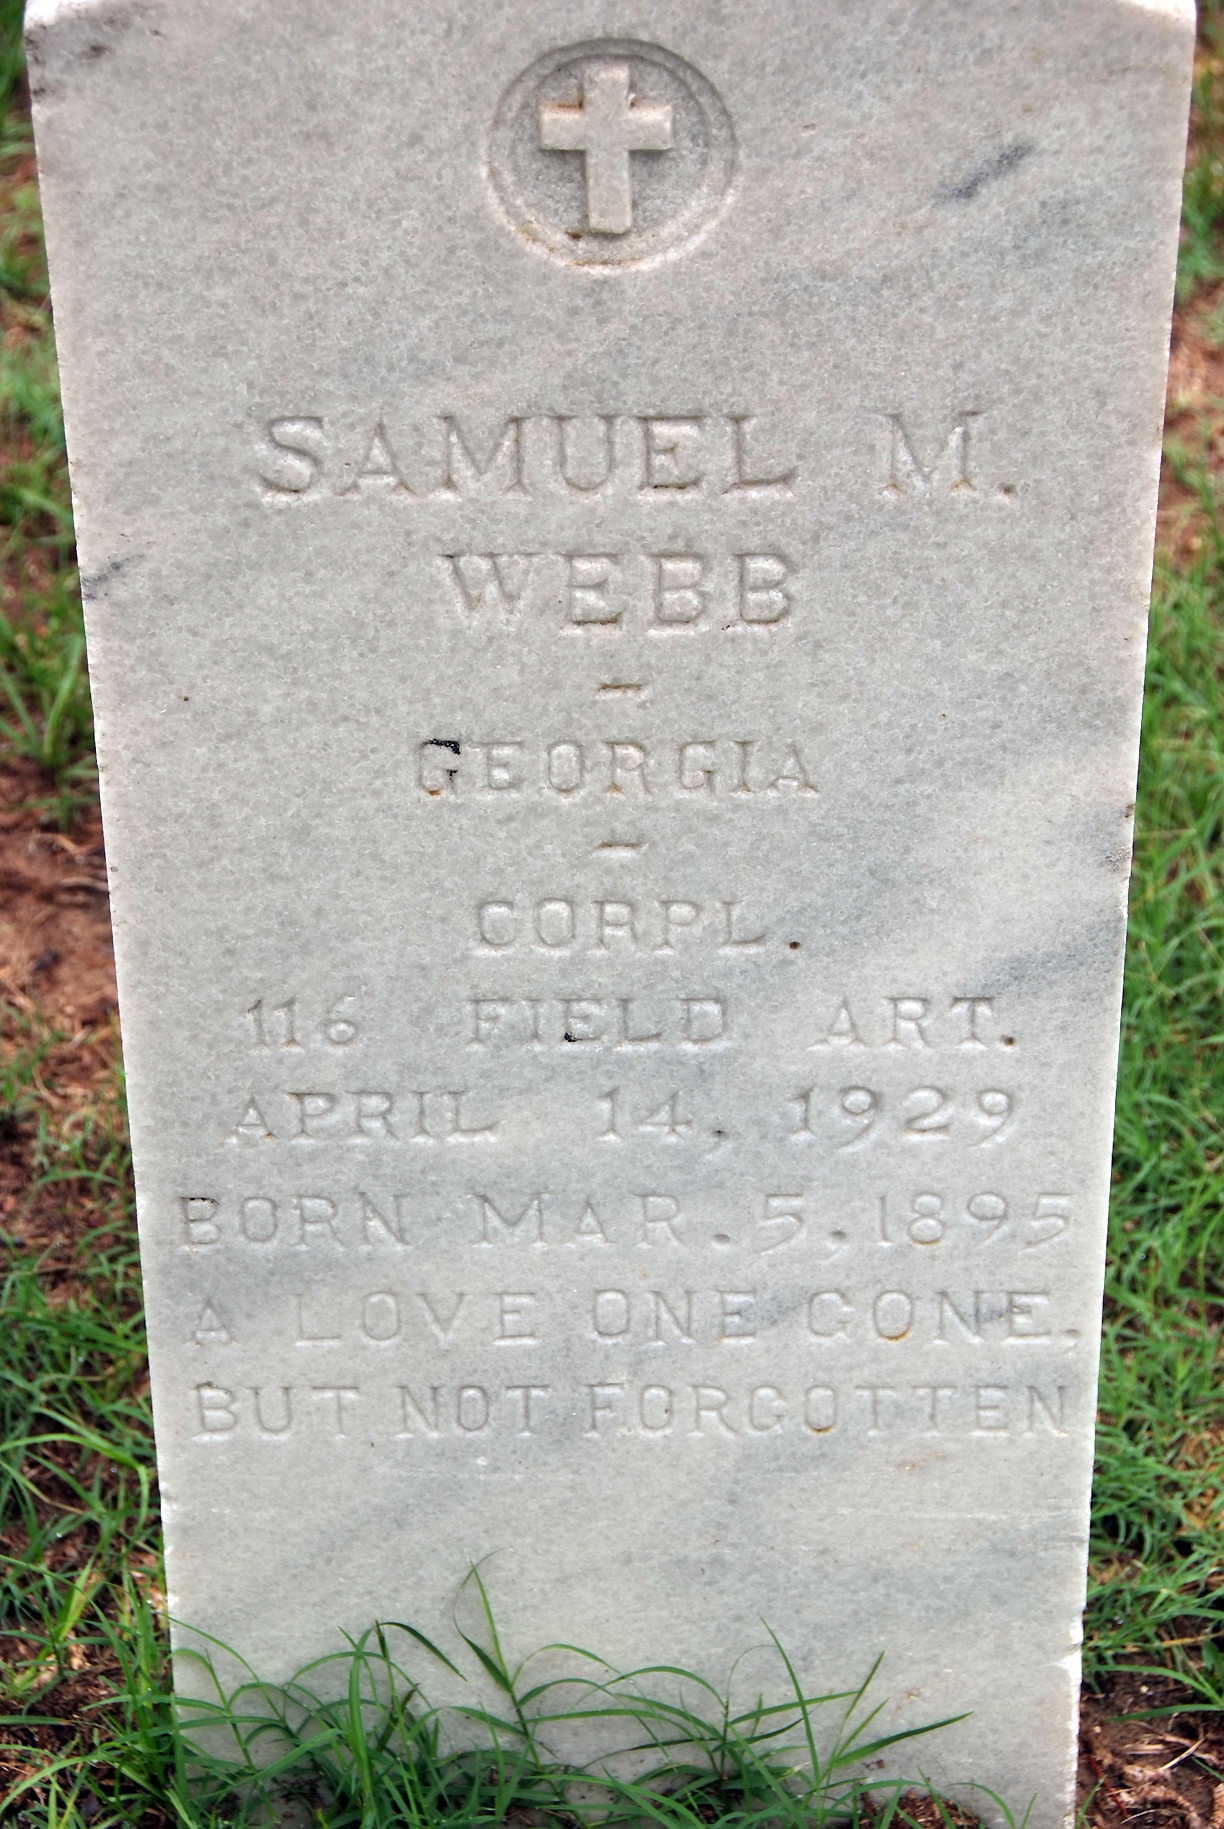 SAMUEL M.
WEBB
-
GEORGIA
-
CORPL.
116 FIELD ART.
APRIL 14, 1929
BORN MAR. 5, 1895
A LOVE ONE GONE,
BUT NOT FORGOTTEN